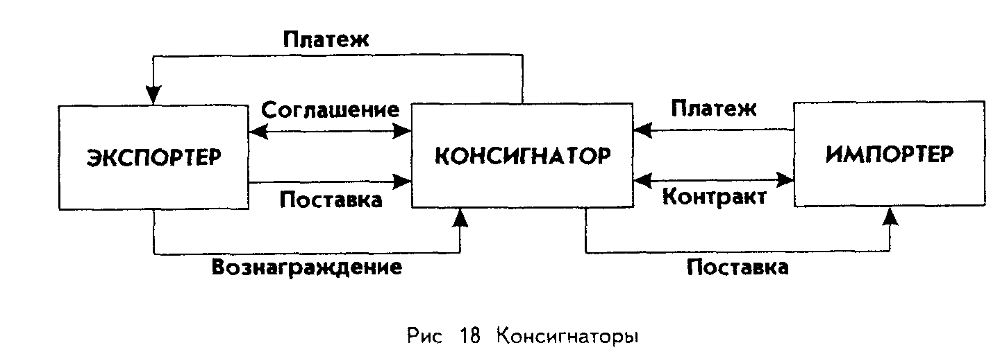 Платеж
Соглашение
Платеж
ЭКСПОРТЕР
КОНСИГНАТОР
ИМПОРТЕР
Поставка
Контракт
Вознаграждение
Поставка
Рис 18 Консигнаторы